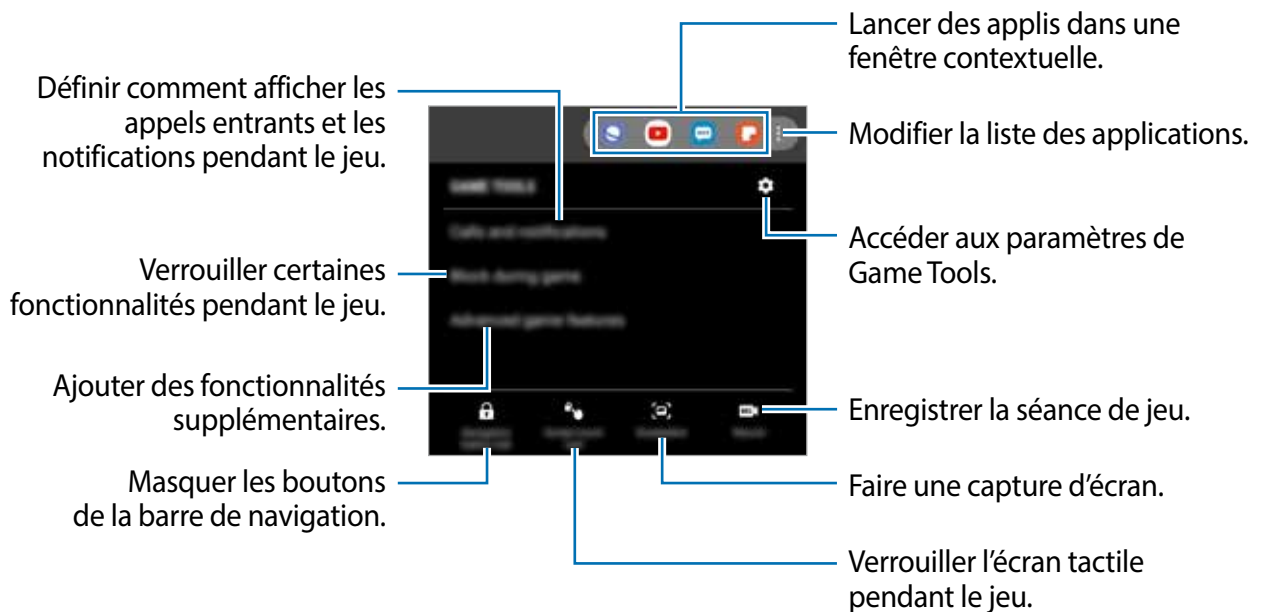 Lancer des applis dans une
fenêtre contextuelle.
Définir comment afficher les
appels entrants et les
notifications pendant le jeu.
Modifier la liste des applications.
GAME TOOLS
Calls and notifications
Accéder aux paramètres de
Game Tools.
Verrouiller certaines
fonctionnalités pendant le jeu.
Block during game
Advanced game features
Ajouter des fonctionnalités
supplémentaires.
Enregistrer la séance de jeu.
Masquer les boutons
de la barre de navigation.
Faire une capture d’écran.
Verrouiller l’écran tactile
pendant le jeu.